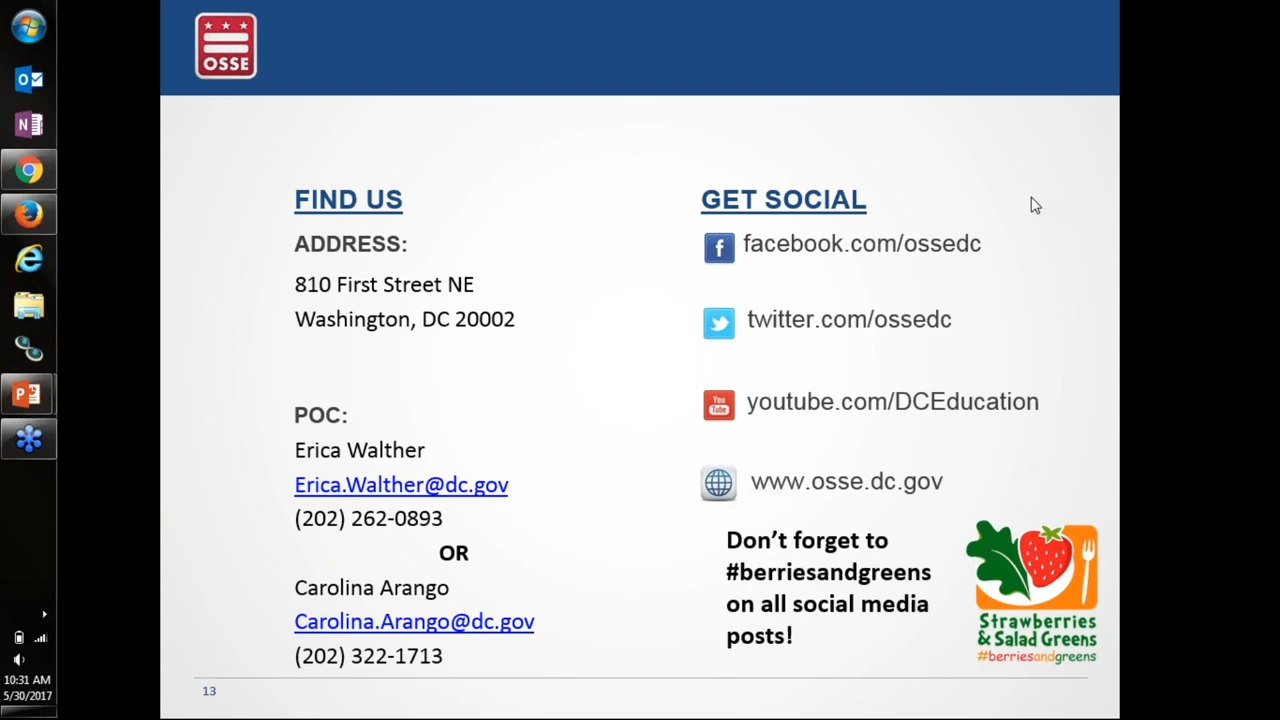 OSSE
FIND US
ADDRESS:
810 First Street NE
Washington, DC 20002
POC:
Erica Walther
Erica.Walther@dc.gov
(202) 262-0893
OR
Carolina Arango
Carolina.Arango@dc.gov
(202) 322-1713
GET SOCIAL
f facebook.com/ossedc
twitter.com/ossedc
You
Tube
youtube.com/DCEducation
www.osse.dc.gov
Don’t forget to
#berriesandgreens
on all social media
posts!
Strawberries
& Salad Greens
#berriesandgreens
13
10:31 AM
5/30/2017